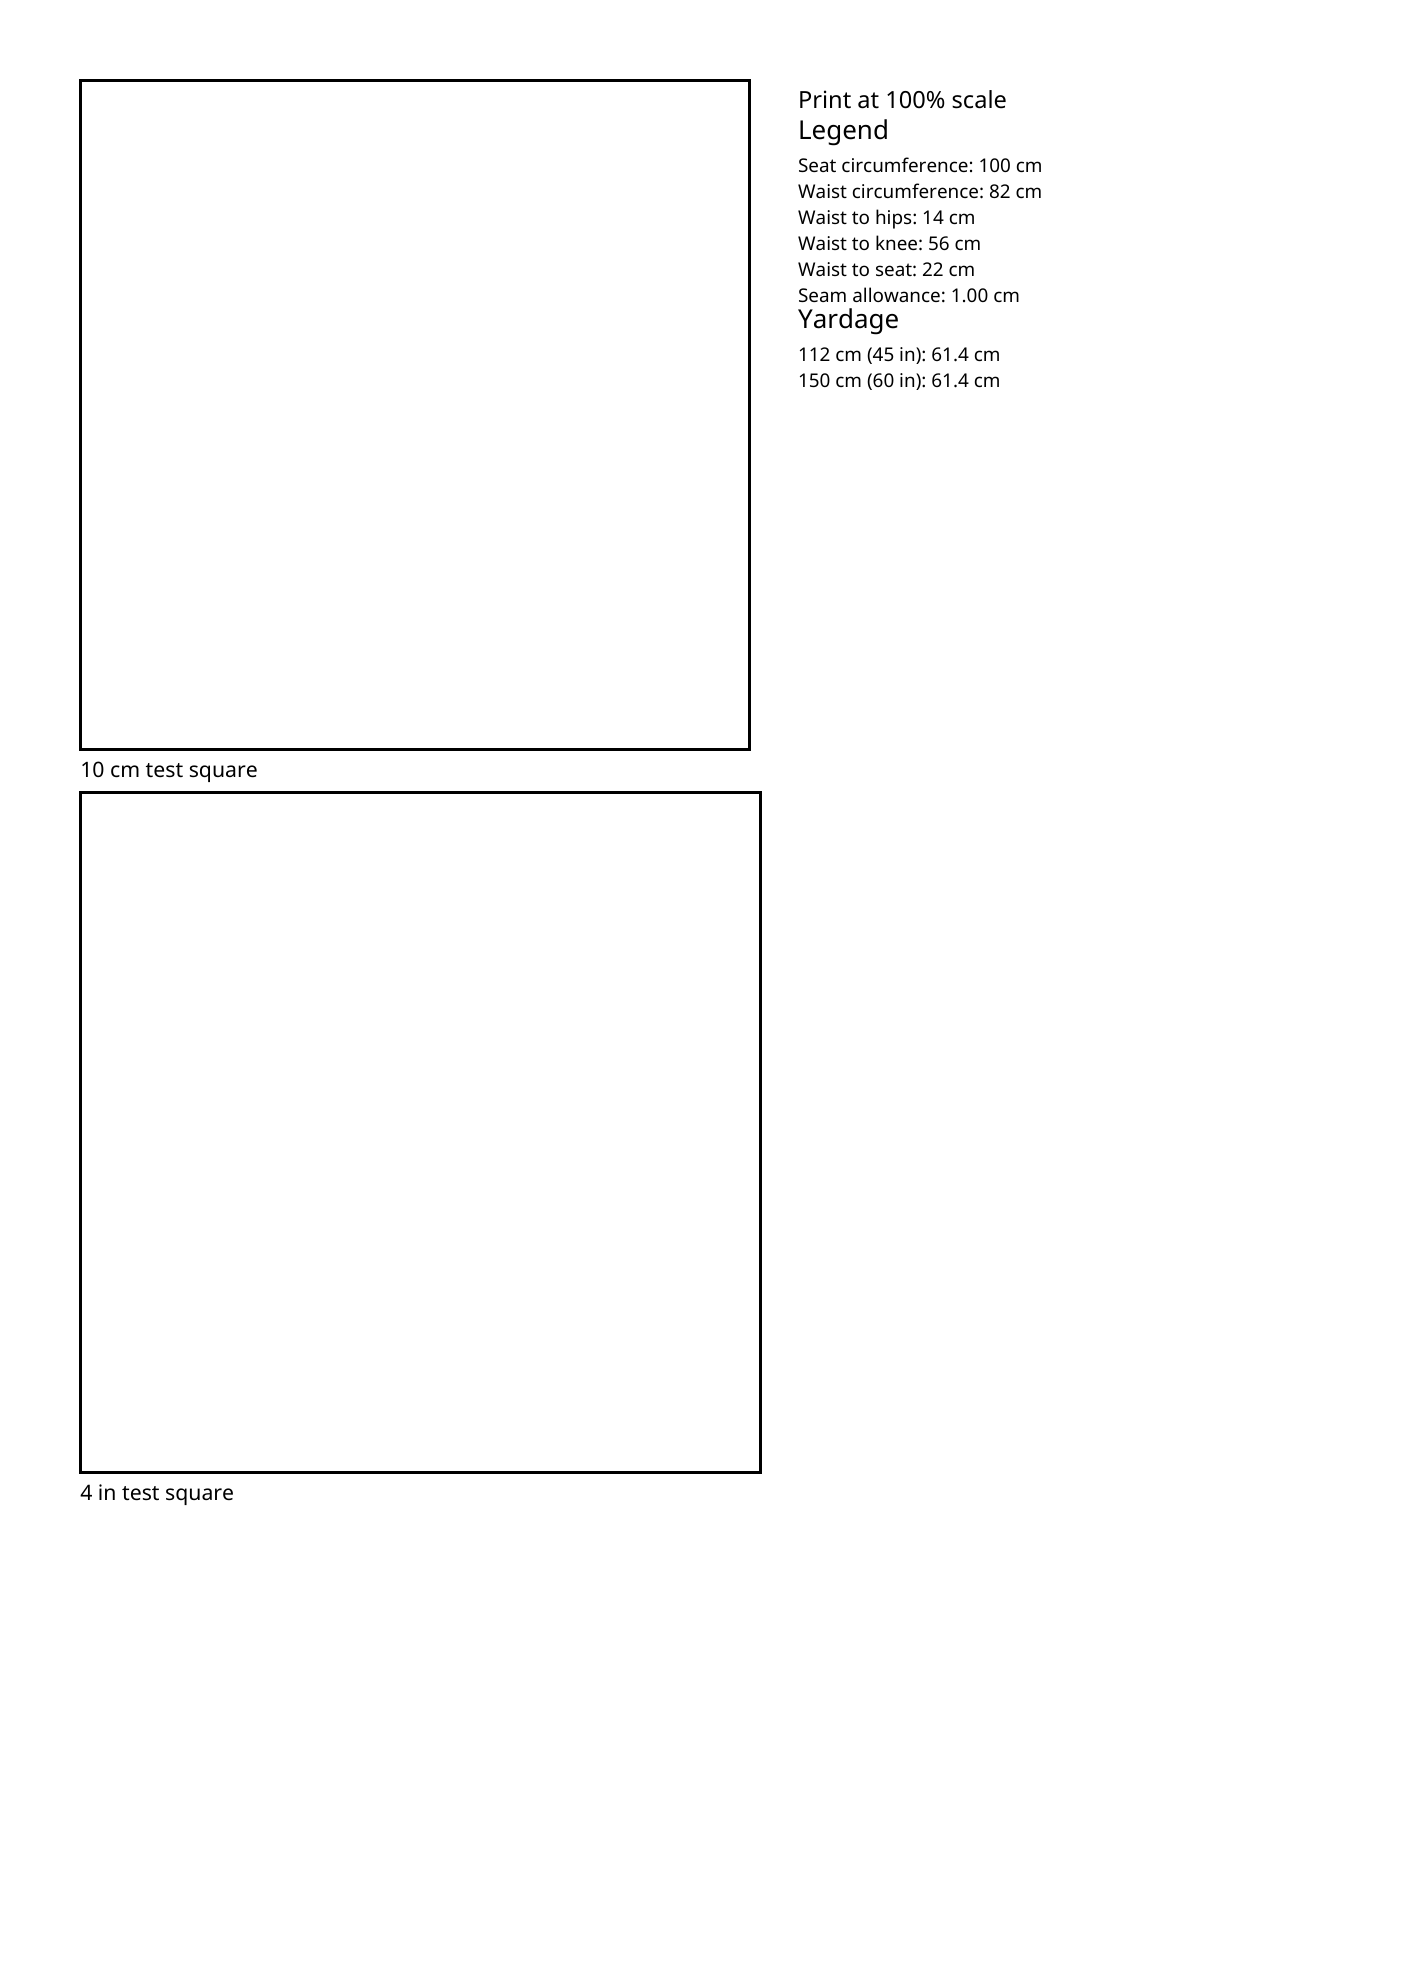 Print at 100% scale
Legend
Seat circumference: 100 cm
Waist circumference: 82 cm
Waist to hips: 14 cm
Waist to knee: 56 cm
Waist to seat: 22 cm
Seam allowance: 1.00 cm
Yardage
112 cm (45 in): 61.4 cm
150 cm (60 in): 61.4 cm
10 cm test square
4 in test square